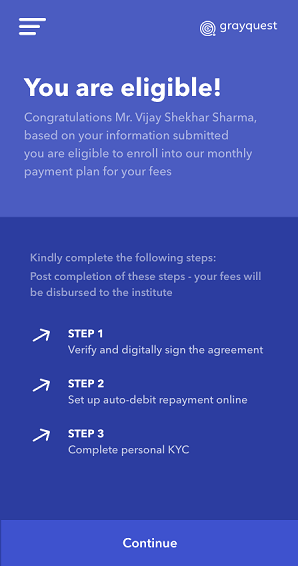 grayquest
You are eligible!
Congratulations Mr. Vijay Shekhar Sharma,
based on your information submitted
you are eligible to enroll into our monthly
payment plan for your fees
Kindly complete the following steps:
Post completion of these steps - your fees will
be disbursed to the institute
STEP 1
Verify and digitally sign the agreement
STEP 2
Set up auto-debit repayment online
STEP 3
Complete personal KYC
Continue